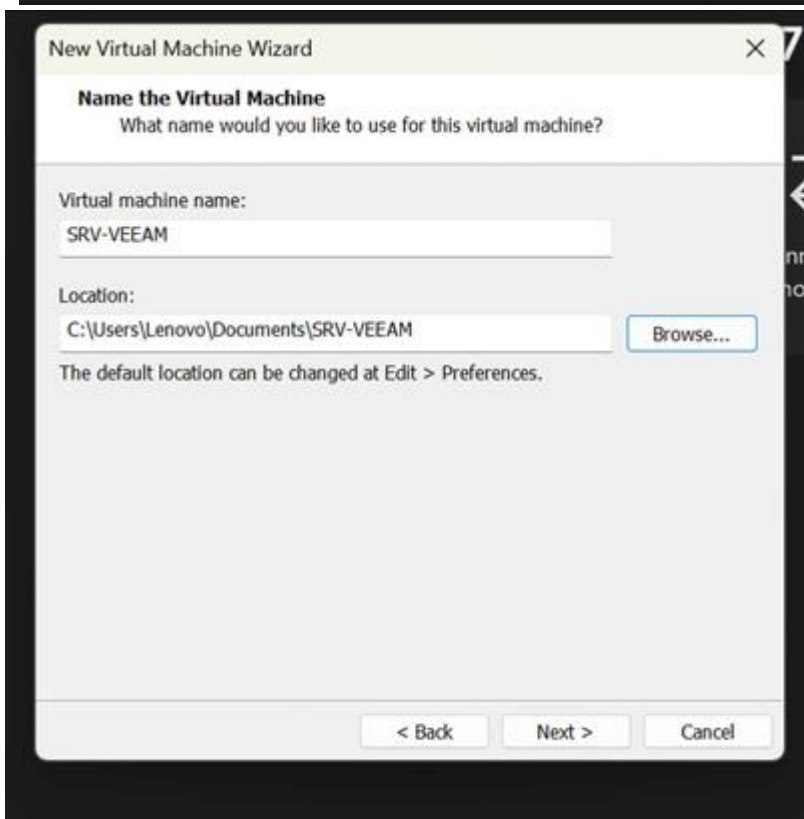 New Virtual Machine Wizard
Name the Virtual Machine
What name would you like to use for this virtual machine?
Virtual machine name:
SRV-VEEAM
Location:
C:\Users\Lenovo\Documents\SRV-VEEAM
Browse...
The default location can be changed at Edit > Preferences.
< Back Next > Cancel